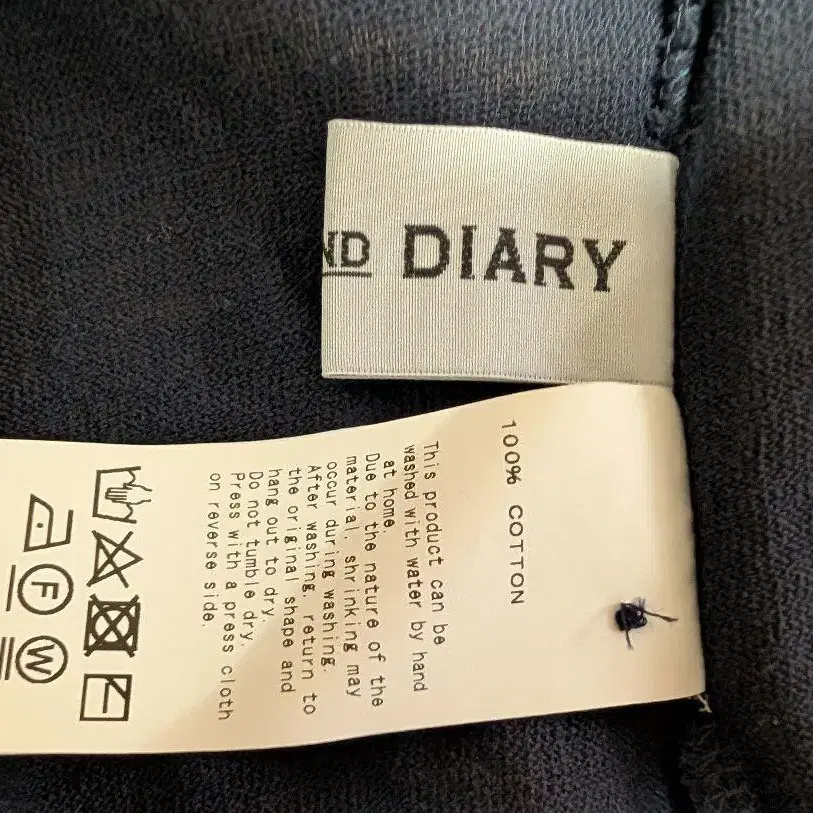 ND DIARY
100% COTTON
This product can be
washed with water by hand
at home.
Due to the nature of the
material, shrinking may
occur during washing.
After washing, return to
the original shape and
hang out to dry.
Do not tumble dry.
Press with a press cloth
on reverse side.
F
W